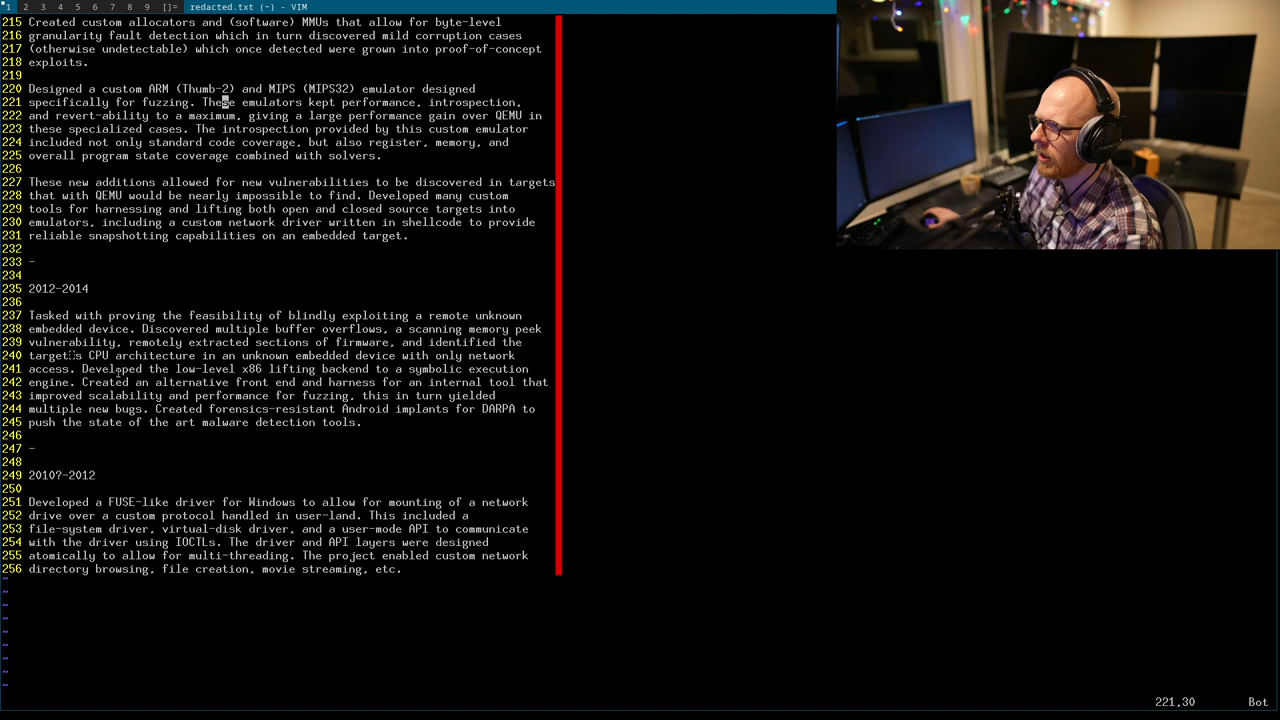 1 2 3 4 5 6 7 8 9 []= redacted.txt (~) - VIM
215 Created custom allocators and (software) MMUs that allow for byte-level
216 granularity fault detection which in turn discovered mild corruption cases
217 (otherwise undetectable) which once detected were grown into proof-of-concept
218 exploits.
219
220 Designed a custom ARM (Thumb-2) and MIPS (MIPS32) emulator designed
221 specifically for fuzzing. These emulators kept performance, introspection,
222 and revert-ability to a maximum, giving a large performance gain over QEMU in
223 these specialized cases. The introspection provided by this custom emulator
224 included not only standard code coverage, but also register, memory, and
225 overall program state coverage combined with solvers.
226
227 These new additions allowed for new vulnerabilities to be discovered in targets
228 that with QEMU would be nearly impossible to find. Developed many custom
229 tools for harnessing and lifting both open and closed source targets into
230 emulators, including a custom network driver written in shellcode to provide
231 reliable snapshotting capabilities on an embedded target.
232
233 -
234
235 2012-2014
236
237 Tasked with proving the feasibility of blindly exploiting a remote unknown
238 embedded device. Discovered multiple buffer overflows, a scanning memory peek
239 vulnerability, remotely extracted sections of firmware, and identified the
240 target▯s CPU architecture in an unknown embedded device with only network
241 access. Developed the low-level x86 lifting backend to a symbolic execution
242 engine. Created an alternative front end and harness for an internal tool that
243 improved scalability and performance for fuzzing, this in turn yielded
244 multiple new bugs. Created forensics-resistant Android implants for DARPA to
245 push the state of the art malware detection tools.
246
247 -
248
249 2010?-2012
250
251 Developed a FUSE-like driver for Windows to allow for mounting of a network
252 drive over a custom protocol handled in user-land. This included a
253 file-system driver, virtual-disk driver, and a user-mode API to communicate
254 with the driver using IOCTLs. The driver and API layers were designed
255 atomically to allow for multi-threading. The project enabled custom network
256 directory browsing, file creation, movie streaming, etc.
~
~
~
~
~
~
~
~
~
221,30 Bot